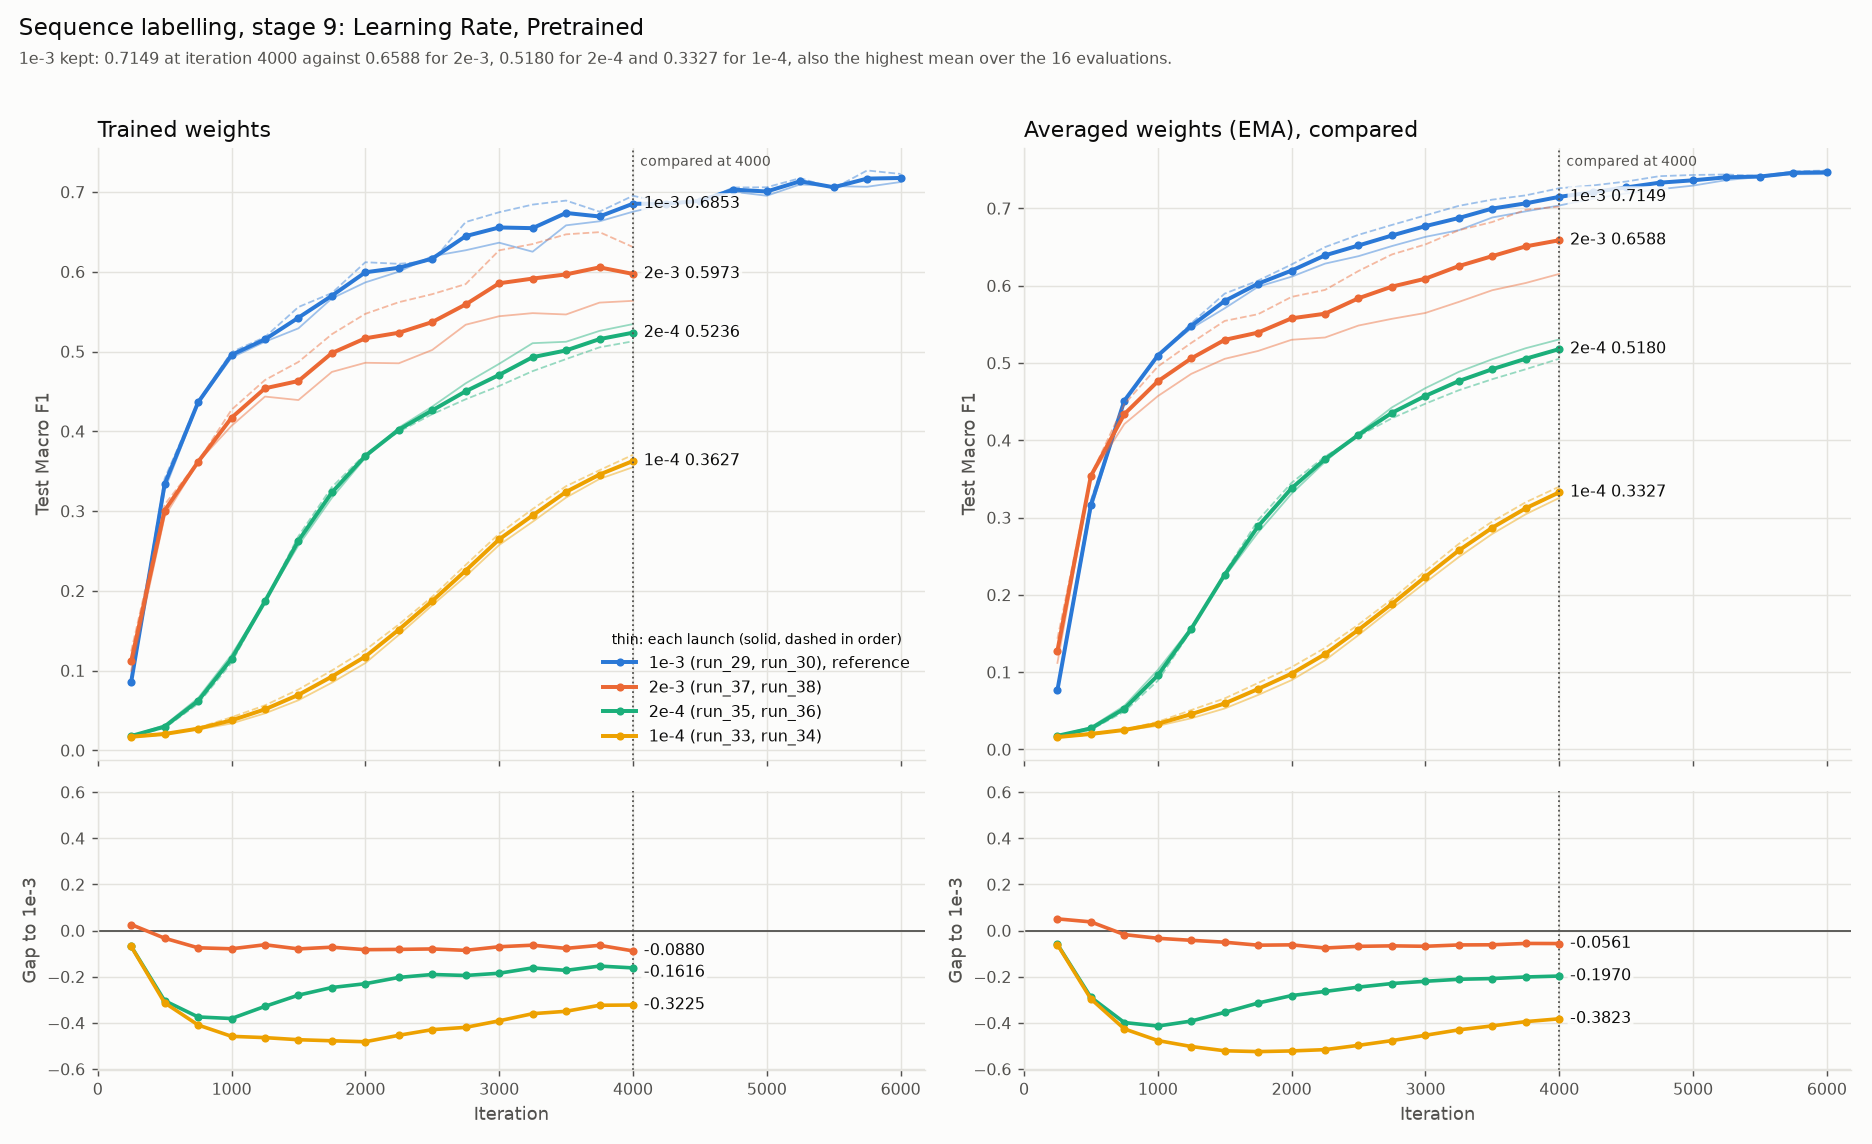 Sequence labelling, stage 9: Learning Rate, Pretrained
1e-3 kept: 0.7149 at iteration 4000 against 0.6588 for 2e-3, 0.5180 for 2e-4 and 0.3327 for 1e-4, also the highest mean over the 16 evaluations.
Trained weights
compared at 4000
0.7
0.6
0.5
0.4
0.3
0.2
0.1
0.0
Test Macro F1
1e-3 0.6853
2e-3 0.5973
2e-4 0.5236
1e-4 0.3627
thin: each launch (solid, dashed in order)
1e-3 (run_29, run_30), reference
2e-3 (run_37, run_38)
2e-4 (run_35, run_36)
1e-4 (run_33, run_34)
Averaged weights (EMA), compared
compared at 4000
0.7
0.6
0.5
0.4
0.3
0.2
0.1
0.0
Test Macro F1
1e-3 0.7149
2e-3 0.6588
2e-4 0.5180
1e-4 0.3327
0.6
0.4
0.2
0.0
−0.2
−0.4
−0.6
Gap to 1e-3
-0.0880
-0.1616
-0.3225
0 1000 2000 3000 4000 5000 6000
Iteration
0.6
0.4
0.2
0.0
−0.2
−0.4
−0.6
Gap to 1e-3
-0.0561
-0.1970
-0.3823
0 1000 2000 3000 4000 5000 6000
Iteration